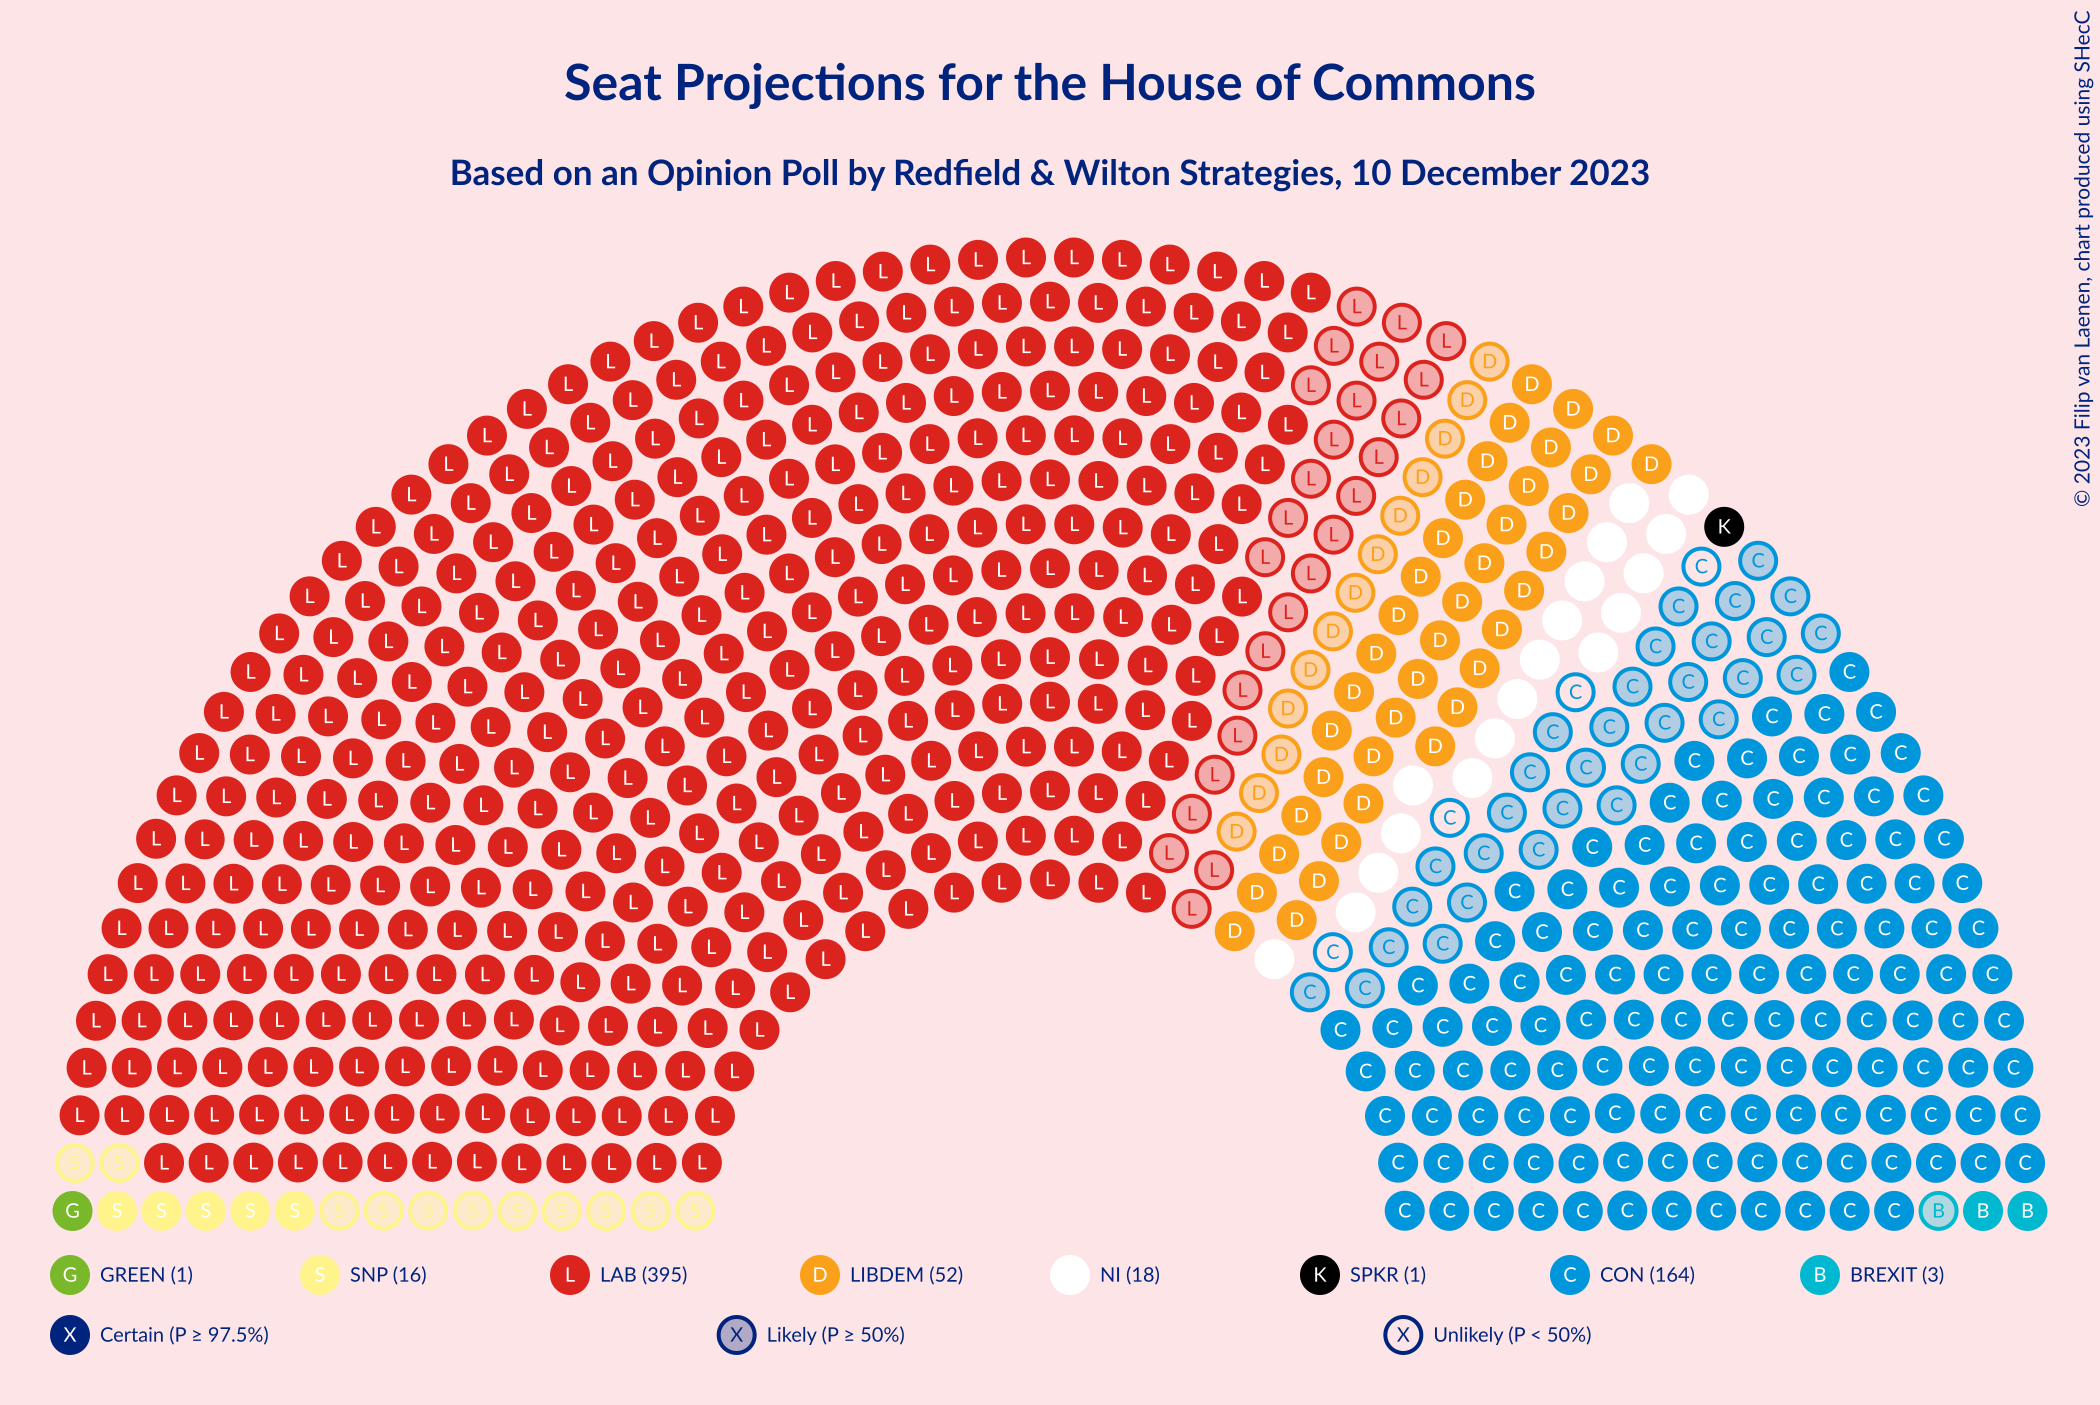 Seat Projections for the House of Commons
Based on an Opinion Poll by Redfield & Wilton Strategies, 10 December 2023
© 2023 Filip van Laenen, chart produced using SHecC
G GREEN (1) S SNP (16) L LAB (395) D LIBDEM (52) NI (18) K SPKR (1) C CON (164) B BREXIT (3)
X Certain (P ≥ 97.5%) X Likely (P ≥ 50%) X Unlikely (P < 50%)